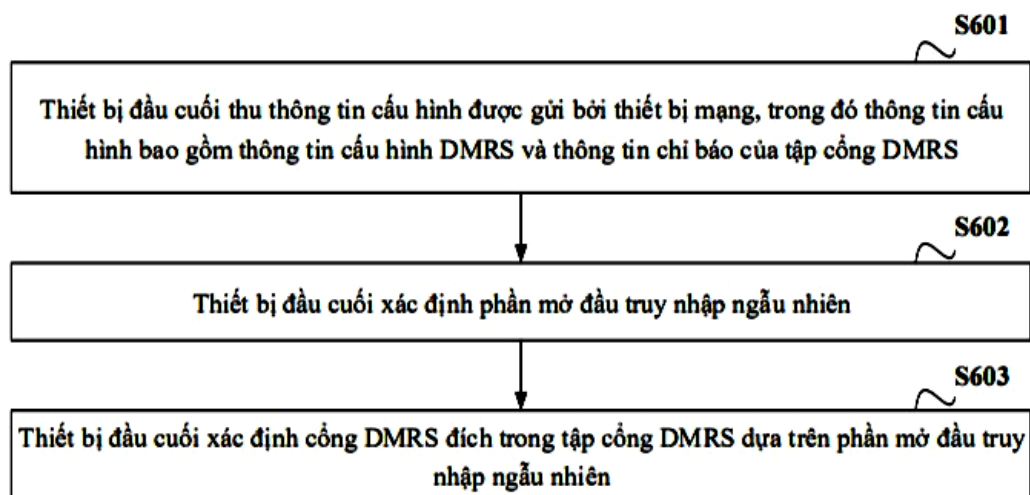 S601
Thiết bị đầu cuối thu thông tin cấu hình được gửi bởi thiết bị mạng, trong đó thông tin cấu
hình bao gồm thông tin cấu hình DMRS và thông tin chỉ báo của tập cổng DMRS
S602
Thiết bị đầu cuối xác định phần mở đầu truy nhập ngẫu nhiên
S603
Thiết bị đầu cuối xác định cổng DMRS đích trong tập cổng DMRS dựa trên phần mở đầu truy
nhập ngẫu nhiên